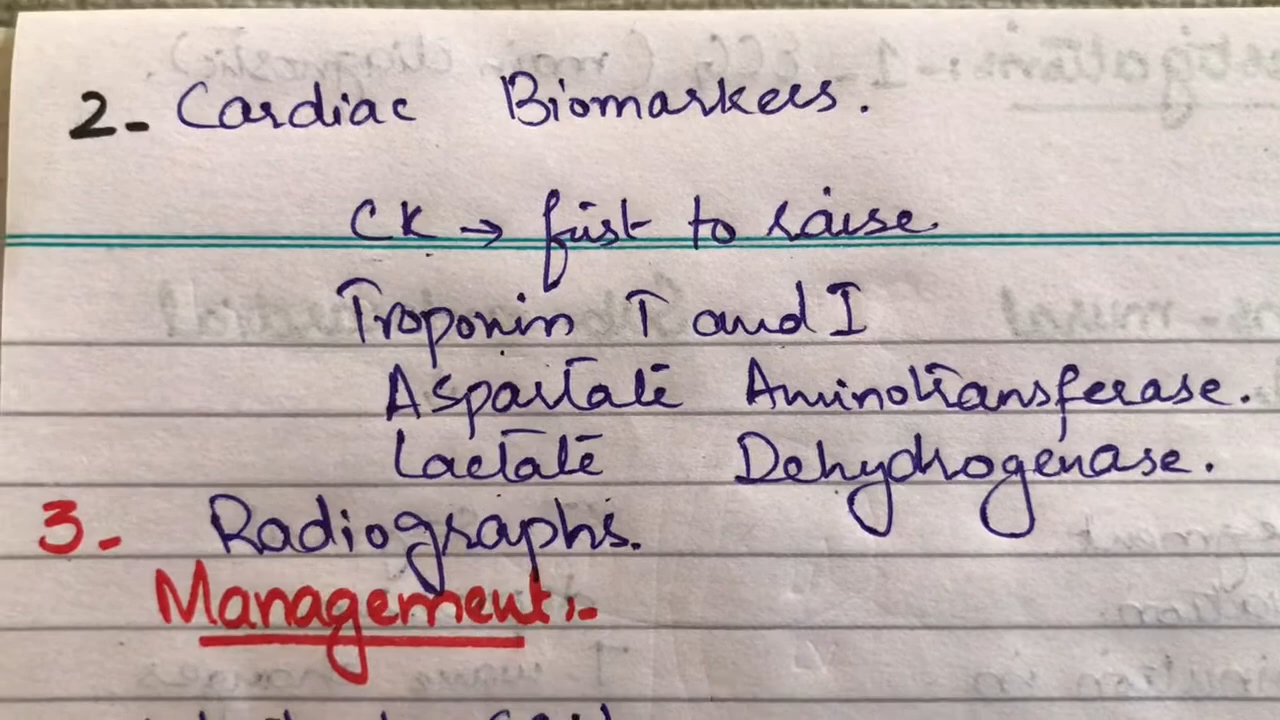 2- Cardiac Biomarkers.
CK → first to raise.
Troponin T and I
Aspartate Aminotransferase.
Lactate Dehydrogenase.
3- Radiographs.
Management:-